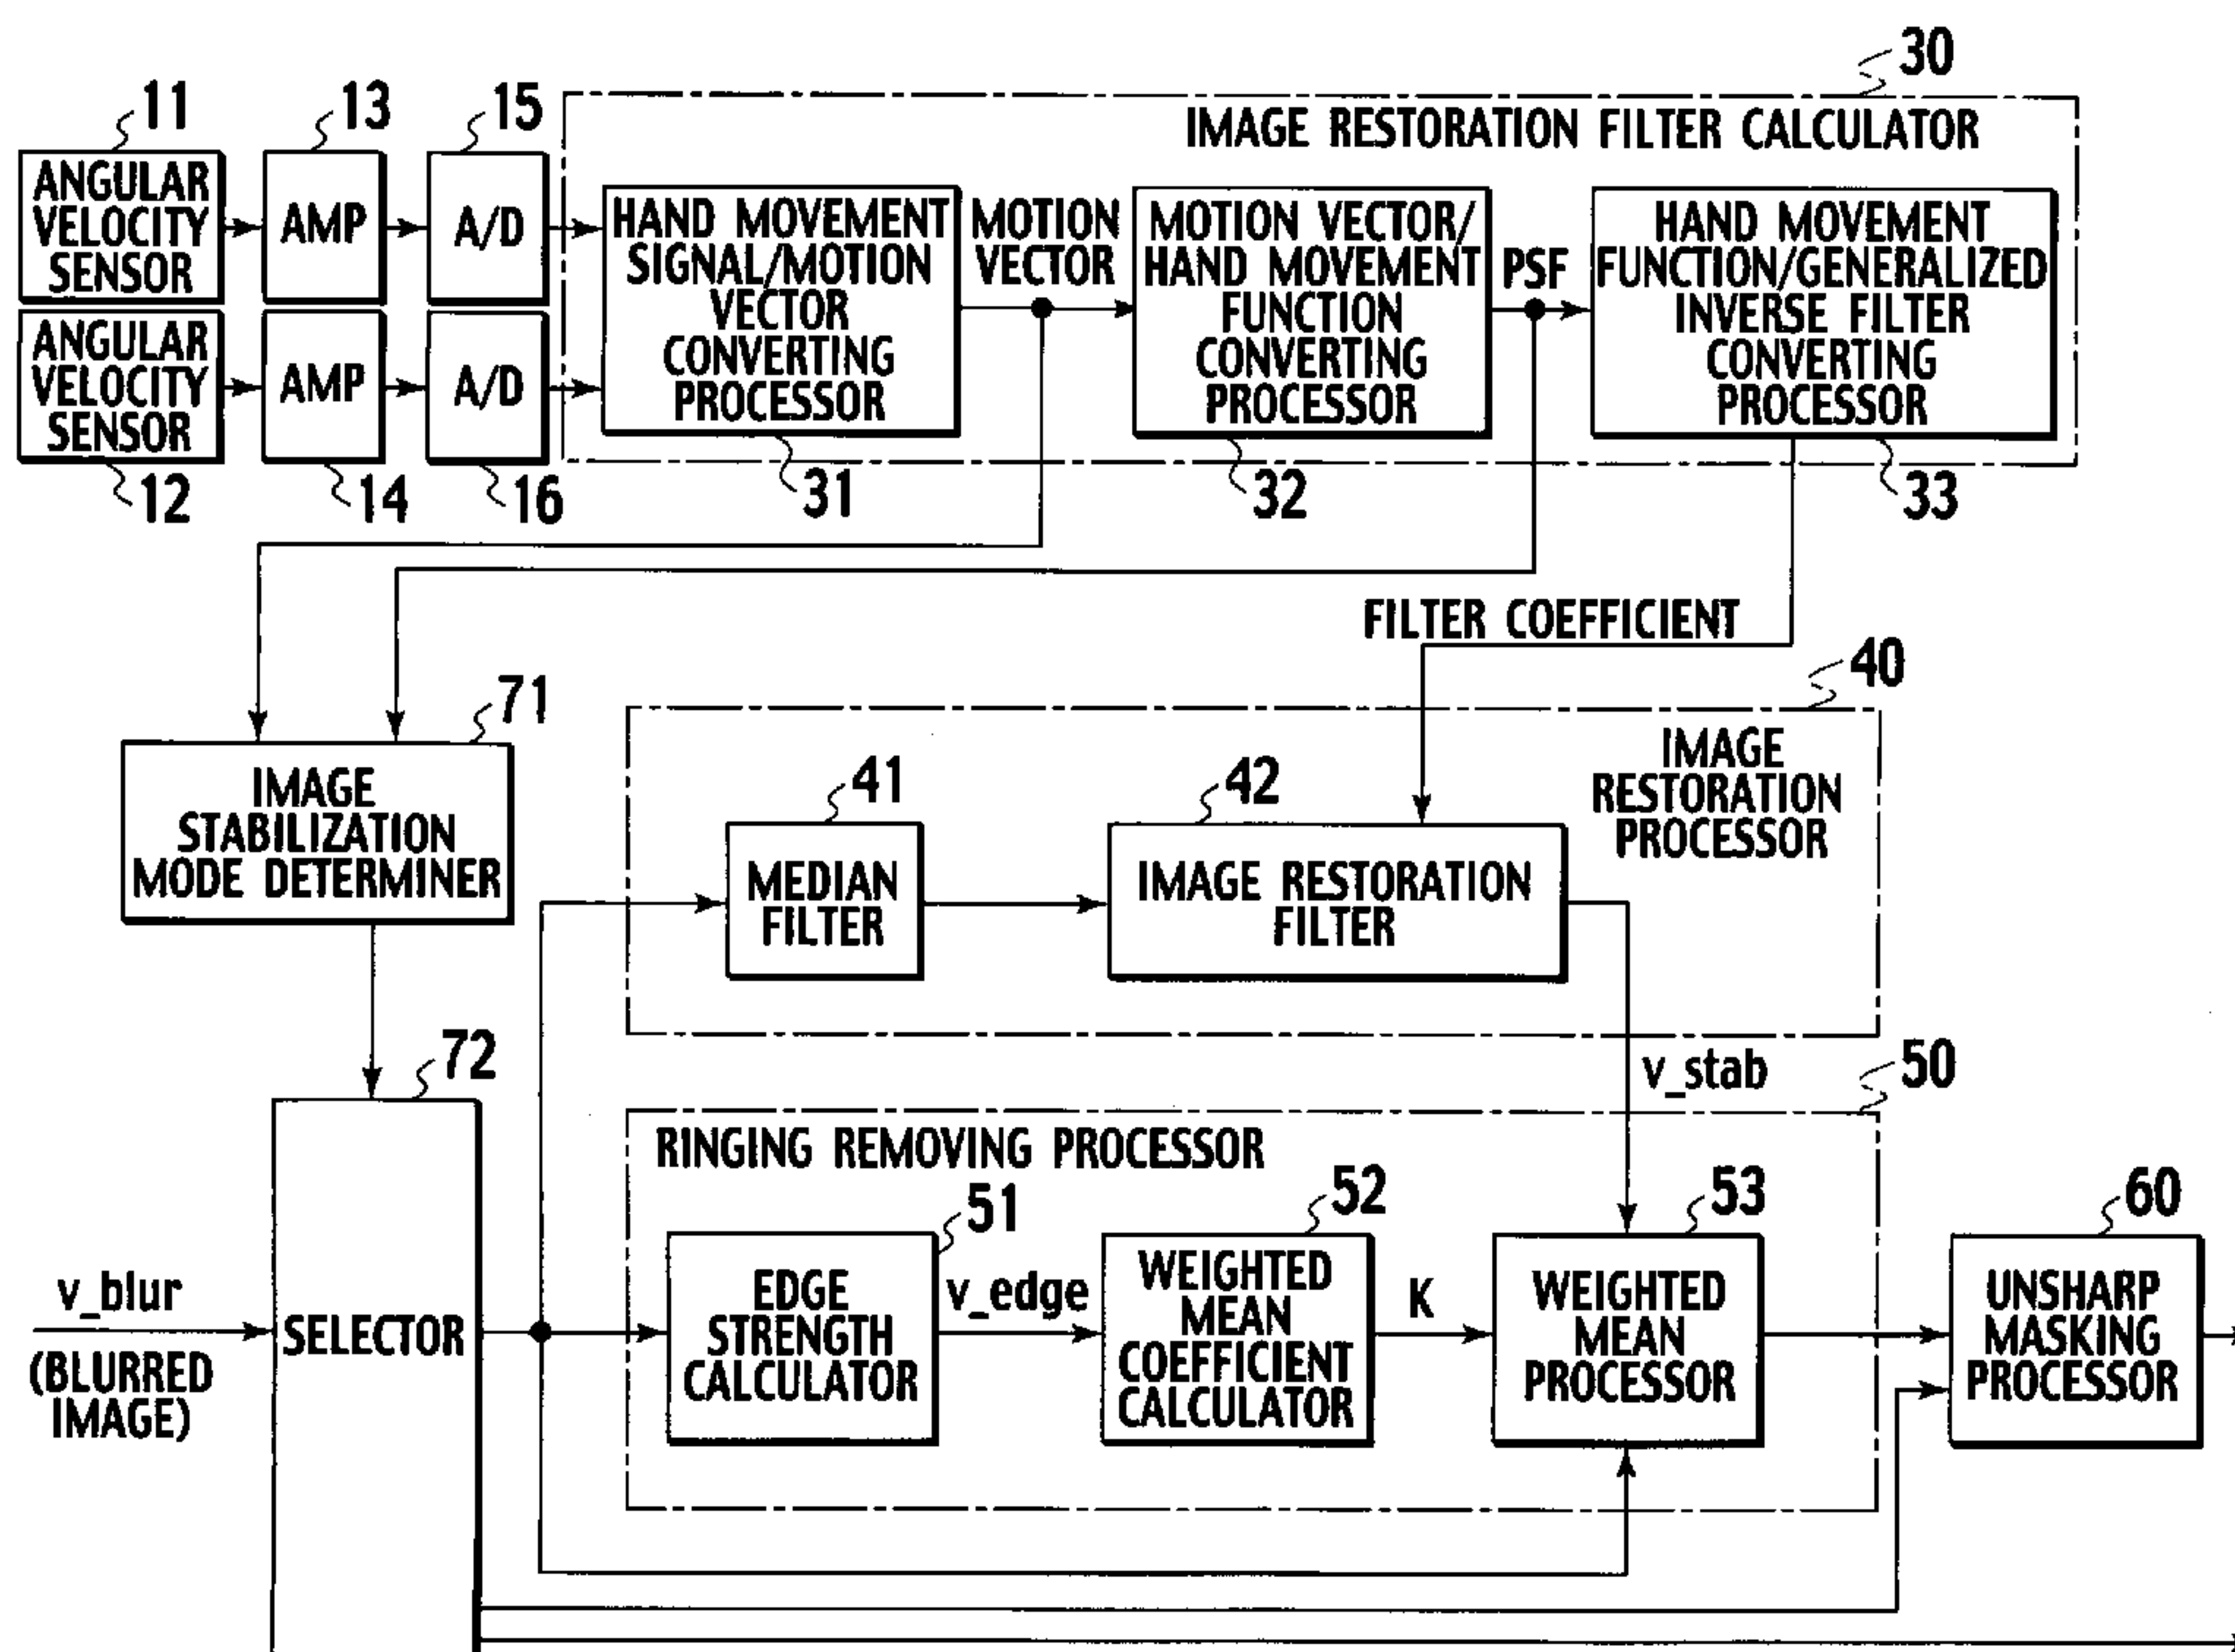 30
11
13
15
IMAGE RESTORATION FILTER CALCULATOR
ANGULAR
VELOCITY
SENSOR
AMP
A/D
HAND MOVEMENT
SIGNAL/MOTION
VECTOR
CONVERTING
PROCESSOR
MOTION
VECTOR
MOTION VECTOR/
HAND MOVEMENT
FUNCTION
CONVERTING
PROCESSOR
PSF
HAND MOVEMENT
FUNCTION/GENERALIZED
INVERSE FILTER
CONVERTING
PROCESSOR
ANGULAR
VELOCITY
SENSOR
AMP
A/D
12
14
16
31
32
33
FILTER COEFFICIENT
40
71
IMAGE
STABILIZATION
MODE DETERMINER
IMAGE
RESTORATION
PROCESSOR
41
42
MEDIAN
FILTER
IMAGE RESTORATION
FILTER
72
v_stab
50
RINGING REMOVING PROCESSOR
51
52
53
60
v_blur
(BLURRED
IMAGE)
SELECTOR
EDGE
STRENGTH
CALCULATOR
v_edge
WEIGHTED
MEAN
COEFFICIENT
CALCULATOR
K
WEIGHTED
MEAN
PROCESSOR
UNSHARP
MASKING
PROCESSOR